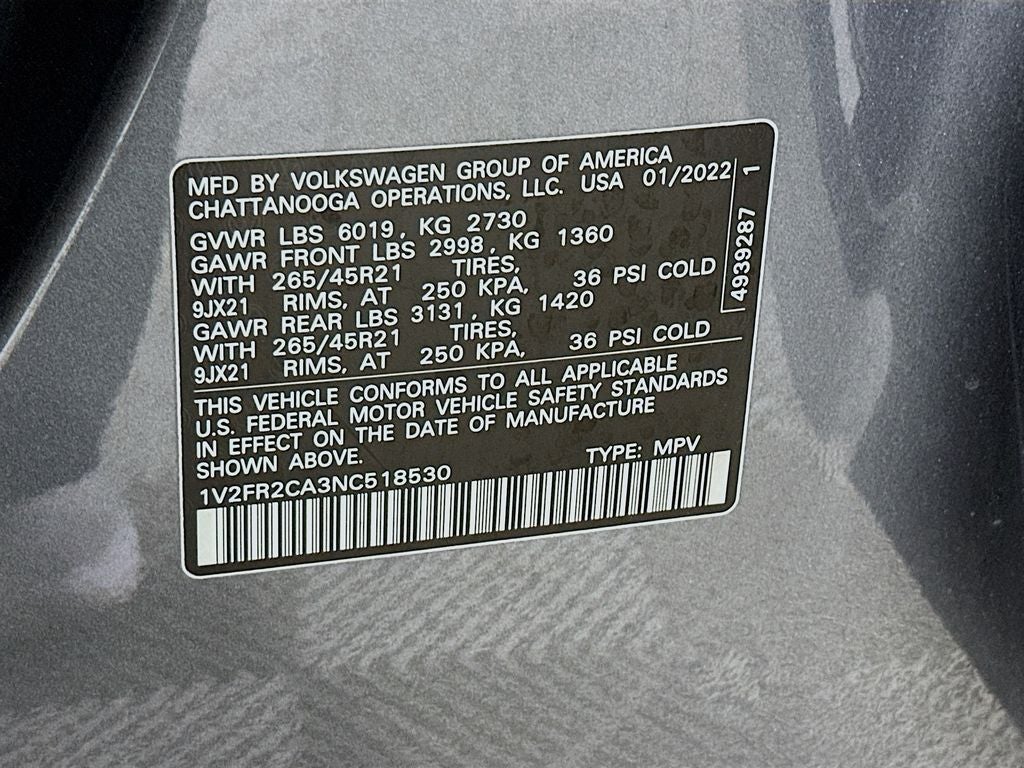 MFD BY VOLKSWAGEN GROUP OF AMERICA
CHATTANOOGA OPERATIONS, LLC. USA 01/2022
GVWR LBS 6019, KG 2730
GAWR FRONT LBS 2998, KG 1360
WITH 265/45R21 TIRES,
9JX21 RIMS, AT 250 KPA, 36 PSI COLD
GAWR REAR LBS 3131, KG 1420
WITH 265/45R21 TIRES,
9JX21 RIMS, AT 250 KPA, 36 PSI COLD
THIS VEHICLE CONFORMS TO ALL APPLICABLE
U.S. FEDERAL MOTOR VEHICLE SAFETY STANDARDS
IN EFFECT ON THE DATE OF MANUFACTURE
SHOWN ABOVE.
TYPE: MPV
1V2FR2CA3NC518530
4939287 1